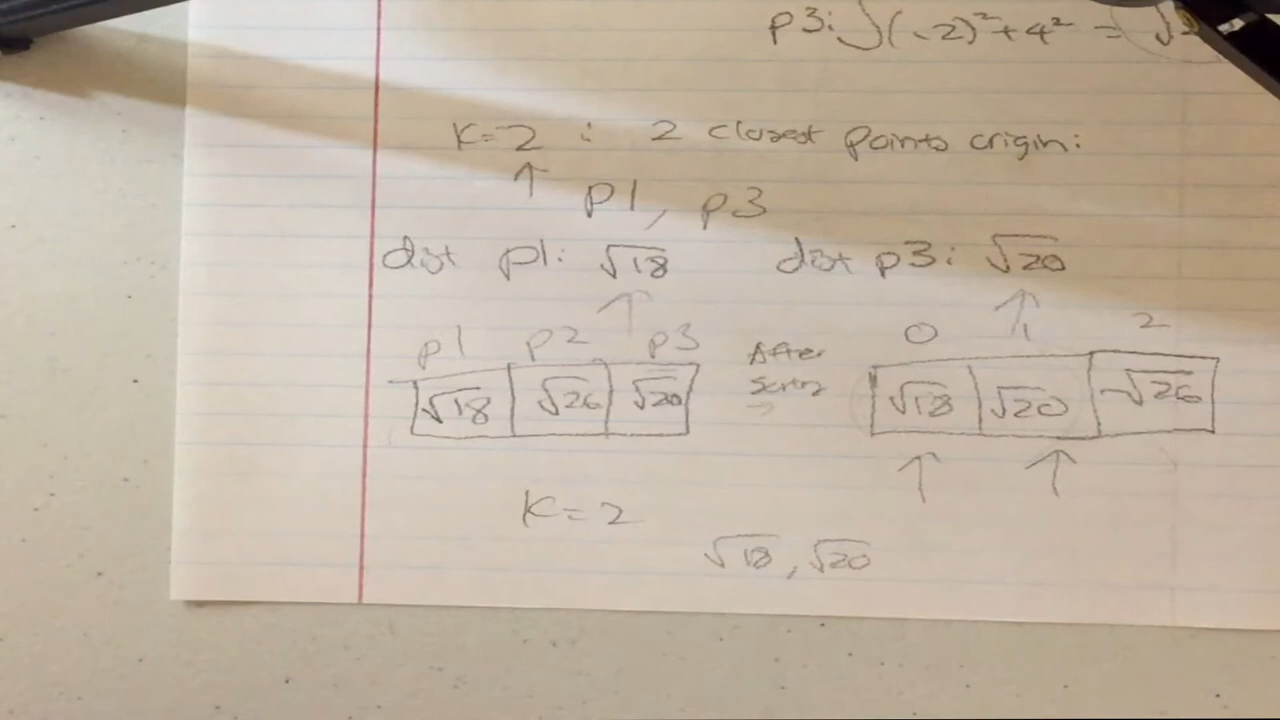 p3: √(-2)²+4² = √2
K=2 : 2 closest points origin:
↑ p1, p3
dist p1: √18 dist p3: √20
↑ ↑
p1 p2 p3 After 0 1 2
√18 √26 √20 Sorting → √18 √20 √26
↑ ↑
K=2
√18, √20